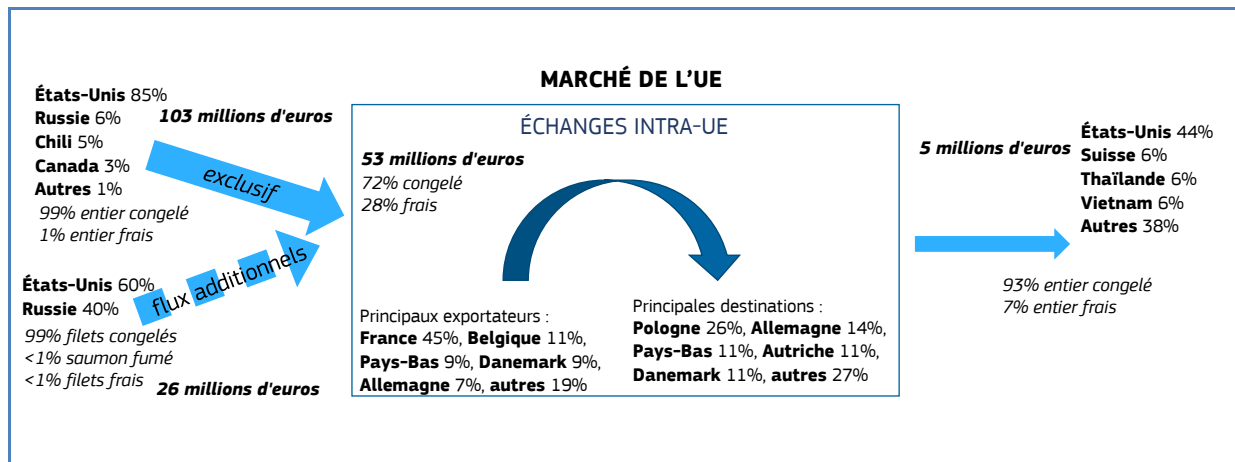 MARCHÉ DE L'UE
États-Unis 85%
Russie 6%
Chili 5%
Canada 3%
Autres 1%
99% entier congelé
1% entier frais
103 millions d'euros
exclusif
États-Unis 60%
Russie 40%
99% filets congelés
<1% saumon fumé
<1% filets frais
26 millions d'euros
flux additionnels
ÉCHANGES INTRA-UE
53 millions d'euros
72% congelé
28% frais
Principaux exportateurs :
France 45%, Belgique 11%,
Pays-Bas 9%, Danemark 9%,
Allemagne 7%, autres 19%
Principales destinations :
Pologne 26%, Allemagne 14%,
Pays-Bas 11%, Autriche 11%,
Danemark 11%, autres 27%
5 millions d'euros
États-Unis 44%
Suisse 6%
Thaïlande 6%
Vietnam 6%
Autres 38%
93% entier congelé
7% entier frais